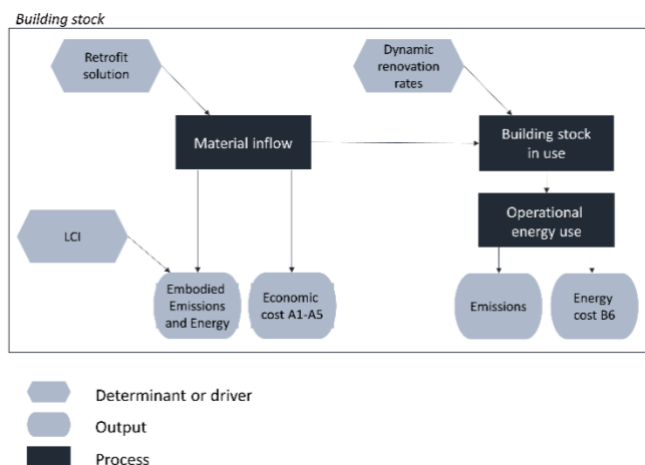 Building stock
Retrofit
solution
Dynamic
renovation
rates
Material inflow
Building stock
in use
Operational
energy use
LCI
Embodied
Emissions
and Energy
Economic
cost A1-A5
Emissions
Energy
cost B6
Determinant or driver
Output
Process